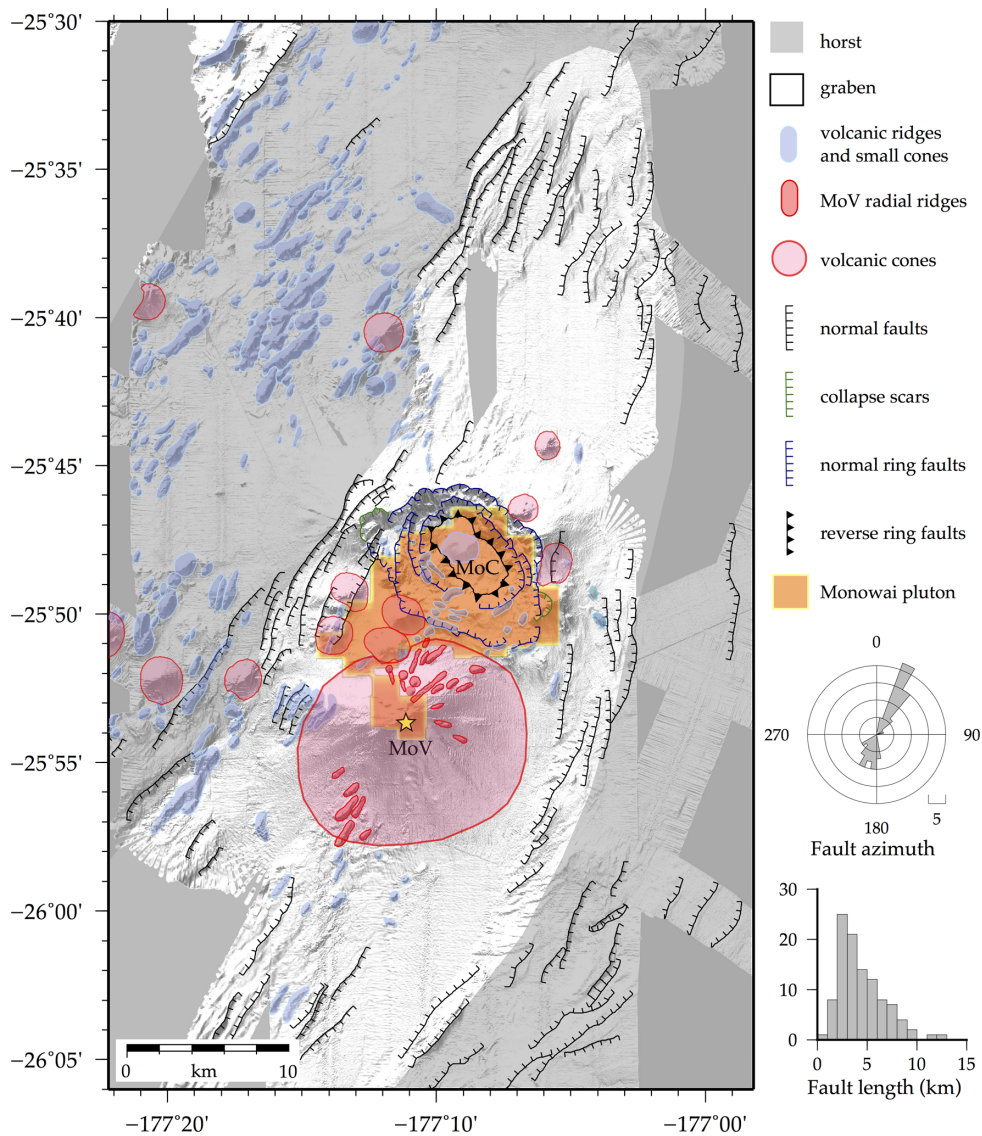 −25°30'
−25°35'
−25°40'
−25°45'
−25°50'
−25°55'
−26°00'
−26°05'
−177°20'
−177°10'
−177°00'
MoC
MoV
0
km
10
horst
graben
volcanic ridges
and small cones
MoV radial ridges
volcanic cones
normal faults
collapse scars
normal ring faults
reverse ring faults
Monowai pluton
0
270
90
180
5
Fault azimuth
30
20
10
0
0
5
10
15
Fault length (km)